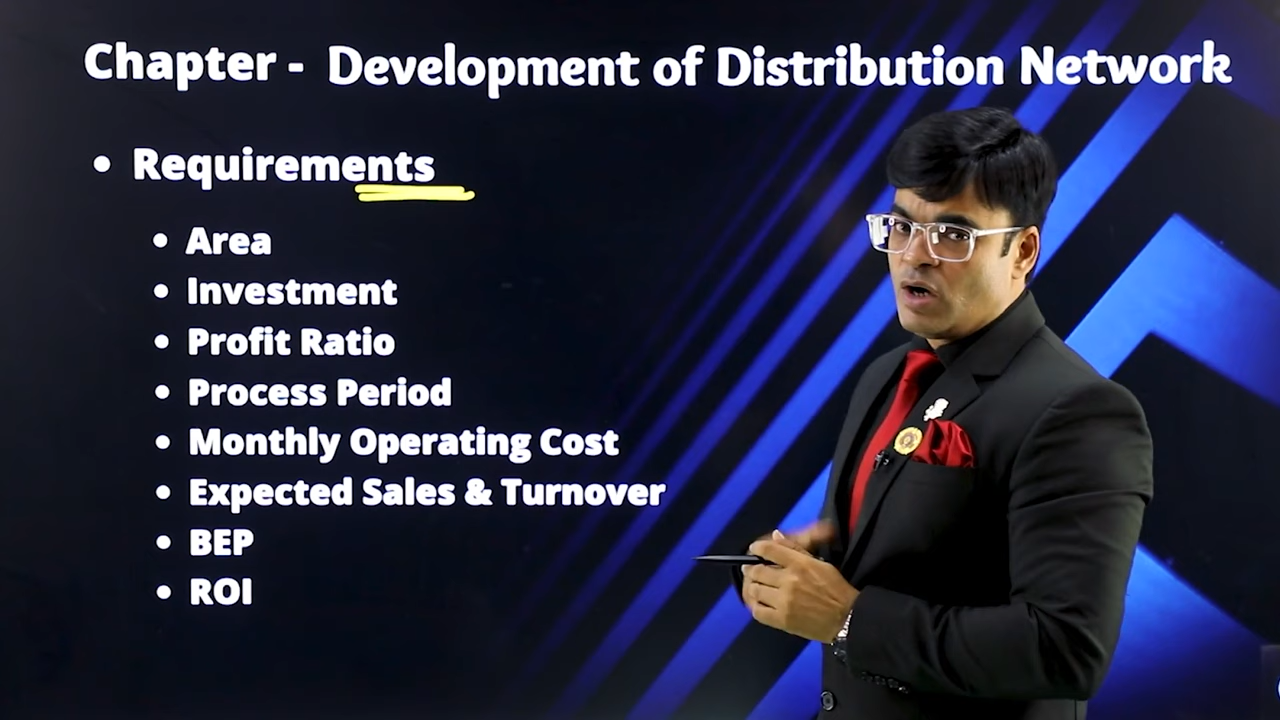 Chapter - Development of Distribution Network
• Requirements
• Area
• Investment
• Profit Ratio
• Process Period
• Monthly Operating Cost
• Expected Sales & Turnover
• BEP
• ROI